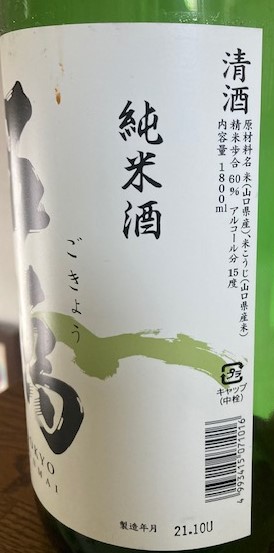 清酒
原材料名 米(山口県産)、米こうじ(山口県産米)
精米歩合 60% アルコール分 15度
内容量 1800ml
純米酒
ごきょう
プラ
キャップ
(中栓)
4993415071016
製造年月 21.10U